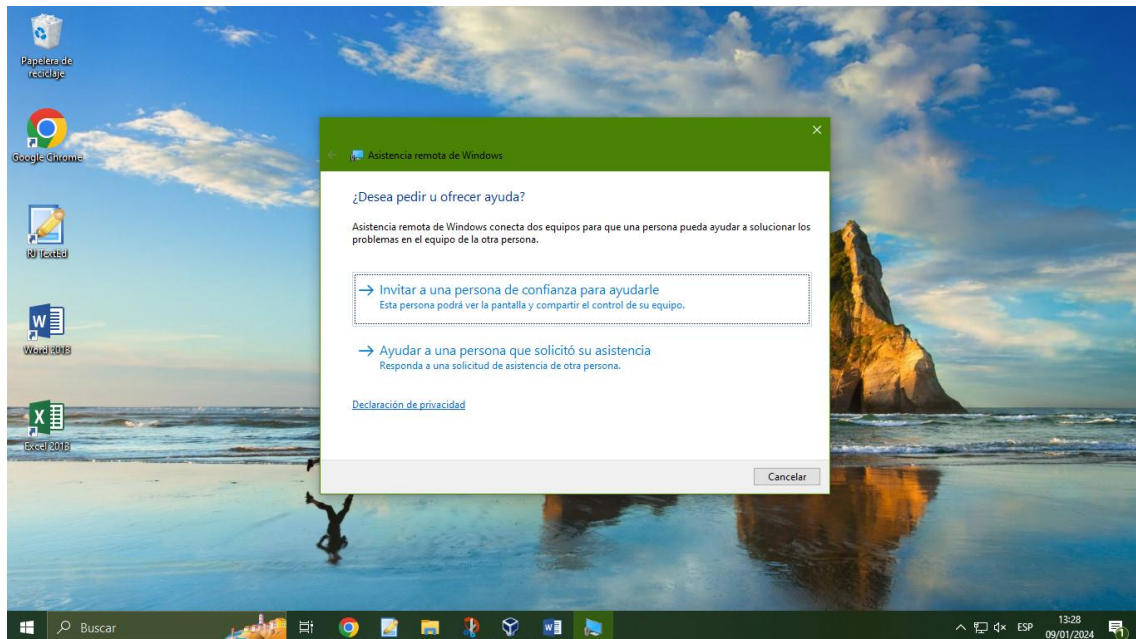 Papelera de
reciclaje
Google Chrome
RJ TextEd
Word 2013
Excel 2013
Asistencia remota de Windows
¿Desea pedir u ofrecer ayuda?
Asistencia remota de Windows conecta dos equipos para que una persona pueda ayudar a solucionar los
problemas en el equipo de la otra persona.
Invitar a una persona de confianza para ayudarle
Esta persona podrá ver la pantalla y compartir el control de su equipo.
Ayudar a una persona que solicitó su asistencia
Responda a una solicitud de asistencia de otra persona.
Declaración de privacidad
Cancelar
Buscar
ESP
13:28
09/01/2024